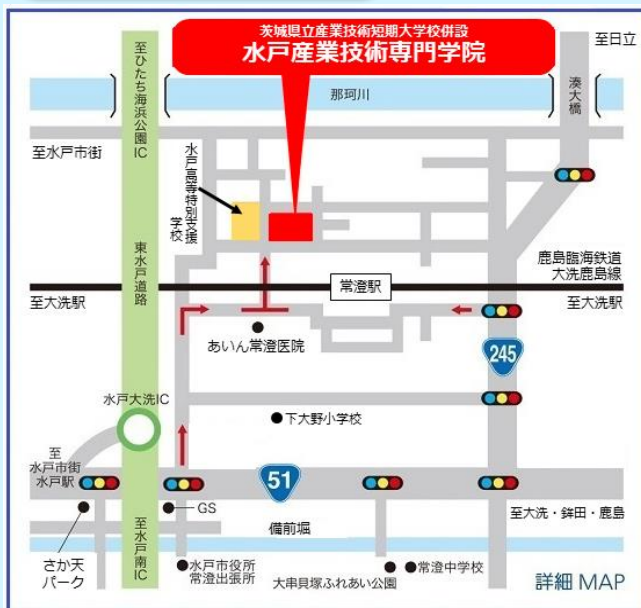 茨城県立産業技術短期大学校併設
水戸産業技術専門学院
至ひたち海浜公園IC
至日立
那珂川
湊大橋
至水戸市街
水戸高等特別支援
学校
東水戸道路
鹿島臨海鉄道
大洗鹿島線
常澄駅
至大洗駅
至大洗駅
あいん常澄医院
245
水戸大洗IC
下大野小学校
至
水戸市街
水戸駅
51
GS
至大洗・鉾田・鹿島
備前堀
さか天
パーク
至水戸南IC
水戸市役所
常澄出張所
大串貝塚ふれあい公園
常澄中学校
詳細 MAP